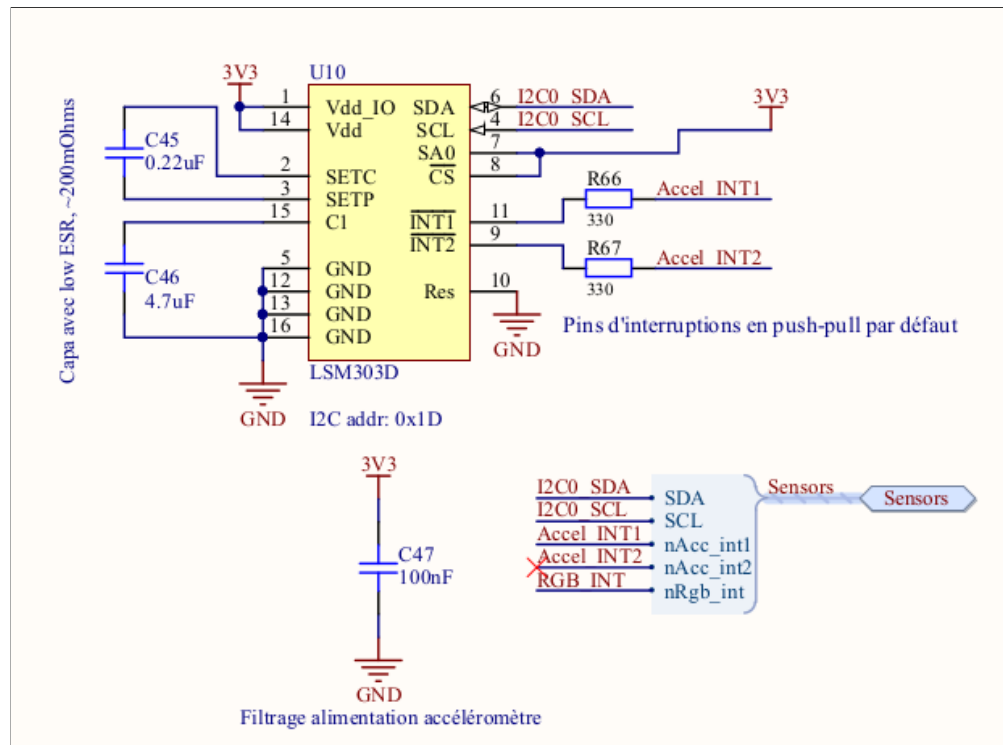 3V3
U10
1 Vdd_IO
14 Vdd
2 SETC
3 SETP
15 C1
5 GND
12 GND
13 GND
16 GND
SDA 6 I2C0_SDA
SCL 4 I2C0_SCL
SA0 7
CS 8
INT1 11
INT2 9
Res 10
3V3
R66
330
Accel_INT1
R67
330
Accel_INT2
C45
0.22uF
C46
4.7uF
Capa avec low ESR, ~200mOhms
GND
GND
Pins d'interruptions en push-pull par défaut
LSM303D
I2C addr: 0x1D
3V3
C47
100nF
GND
Filtrage alimentation accéléromètre
I2C0_SDA SDA
I2C0_SCL SCL
Accel_INT1 nAcc_int1
Accel_INT2 nAcc_int2
RGB_INT nRgb_int
Sensors
Sensors